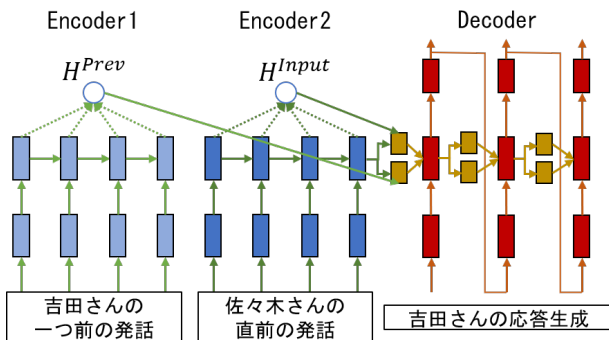 Encoder1
Encoder2
Decoder
H^Prev
H^Input
吉田さんの
一つ前の発話
佐々木さんの
直前の発話
吉田さんの応答生成